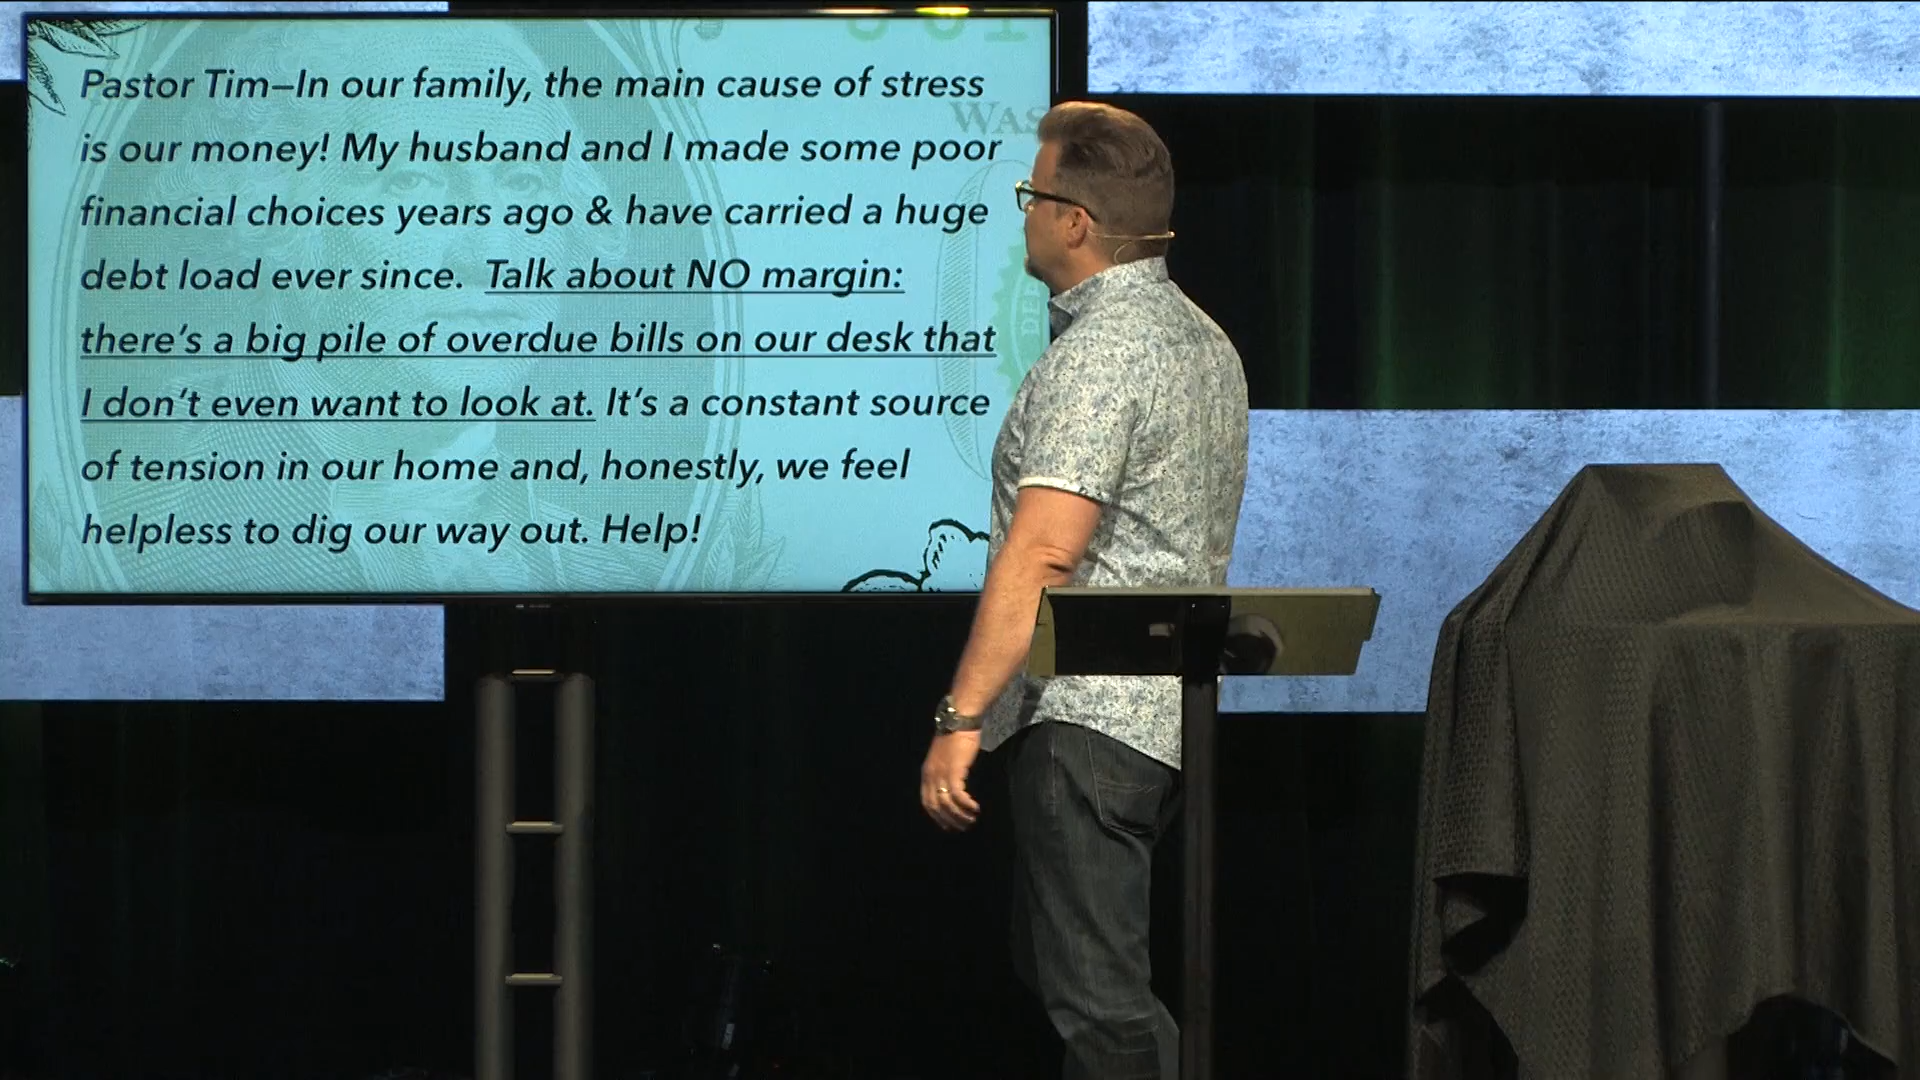 Pastor Tim—In our family, the main cause of stress
is our money! My husband and I made some poor
financial choices years ago & have carried a huge
debt load ever since. Talk about NO margin:
there's a big pile of overdue bills on our desk that
I don't even want to look at. It's a constant source
of tension in our home and, honestly, we feel
helpless to dig our way out. Help!